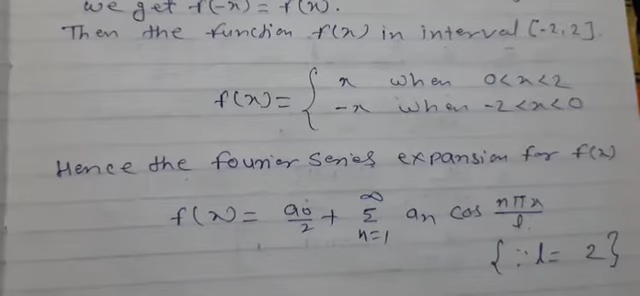 we get f(-x) = f(x).
Then the function f(x) in interval [-2,2].
f(x) = { x when 0<x<2
-x when -2<x<0
Hence the fourier series expansion for f(x)
f(x) = a0/2 + ∞ Σ n=1 an cos nπx/l
{∵ l = 2}